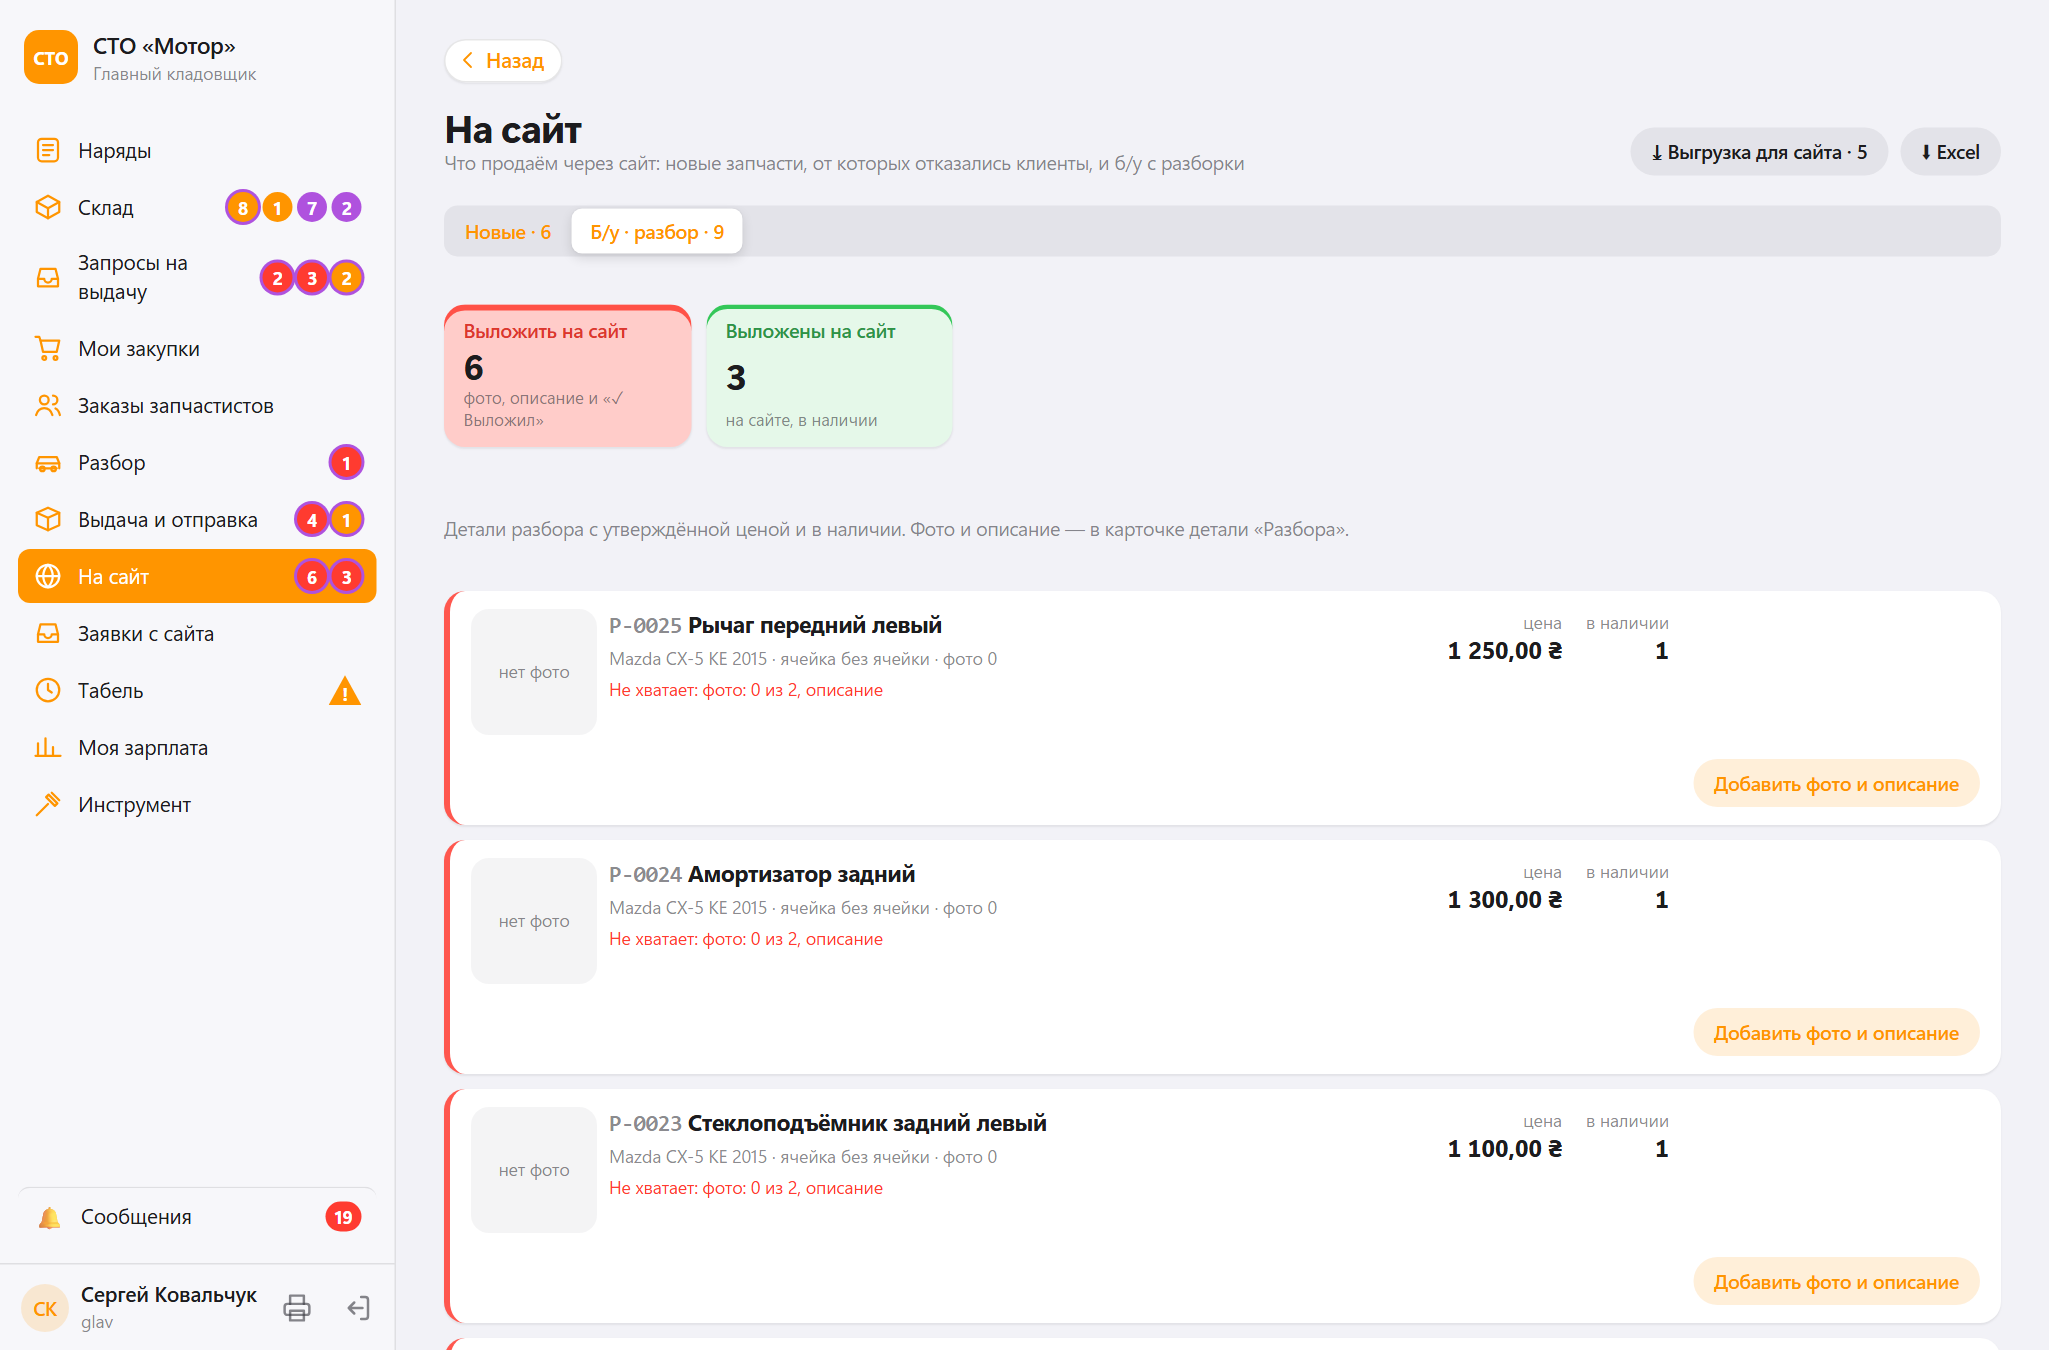 СТО
СТО «Мотор»
Главный кладовщик
Наряды
Склад
8 1 7 2
Запросы на
выдачу
2 3 2
Мои закупки
Заказы запчастистов
Разбор
1
Выдача и отправка
4 1
На сайт
6 3
Заявки с сайта
Табель
!
Моя зарплата
Инструмент
Сообщения
19
СК
Сергей Ковальчук
glav
Назад
На сайт
Что продаём через сайт: новые запчасти, от которых отказались клиенты, и б/у с разборки
⤓ Выгрузка для сайта · 5
⬇ Excel
Новые · 6
Б/у · разбор · 9
Выложить на сайт
6
фото, описание и «✓
Выложил»
Выложены на сайт
3
на сайте, в наличии
Детали разбора с утверждённой ценой и в наличии. Фото и описание — в карточке детали «Разбора».
нет фото
P-0025 Рычаг передний левый
Mazda CX-5 KE 2015 · ячейка без ячейки · фото 0
Не хватает: фото: 0 из 2, описание
цена
1 250,00 ₴
в наличии
1
Добавить фото и описание
нет фото
P-0024 Амортизатор задний
Mazda CX-5 KE 2015 · ячейка без ячейки · фото 0
Не хватает: фото: 0 из 2, описание
цена
1 300,00 ₴
в наличии
1
Добавить фото и описание
нет фото
P-0023 Стеклоподъёмник задний левый
Mazda CX-5 KE 2015 · ячейка без ячейки · фото 0
Не хватает: фото: 0 из 2, описание
цена
1 100,00 ₴
в наличии
1
Добавить фото и описание